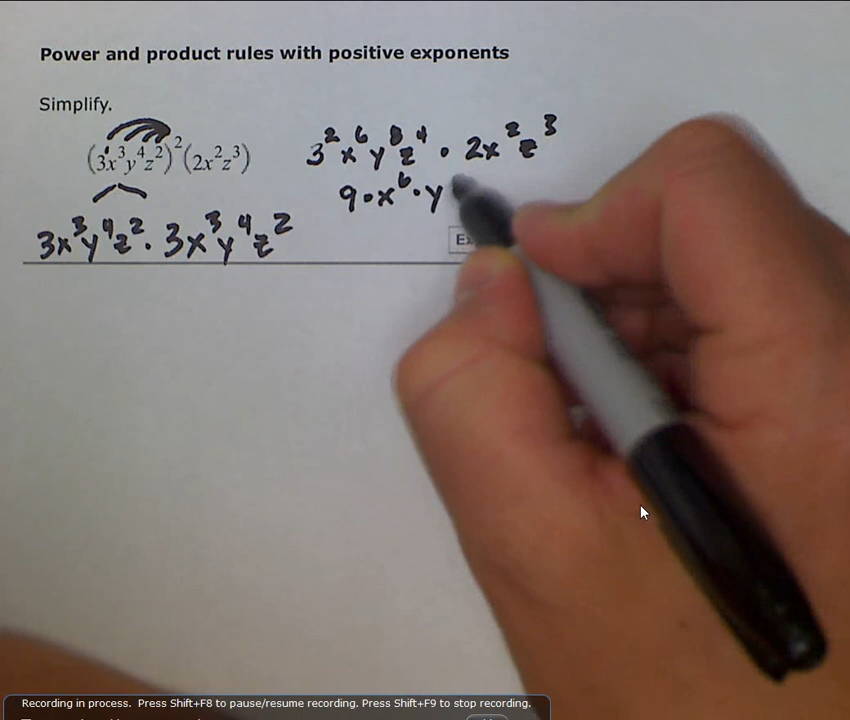 Power and product rules with positive exponents
Simplify.
(3x³y⁴z²)²(2x²z³)
3²x⁶y⁸z⁴ · 2x²z³
9·x⁶·y
3x³y⁴z² · 3x³y⁴z²
Ex
Recording in process. Press Shift+F8 to pause/resume recording. Press Shift+F9 to stop recording.